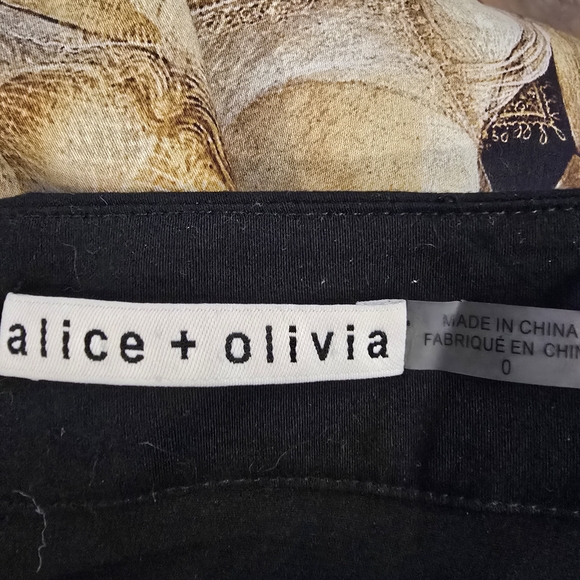 alice + olivia
MADE IN CHINA
FABRIQUÉ EN CHIN
0